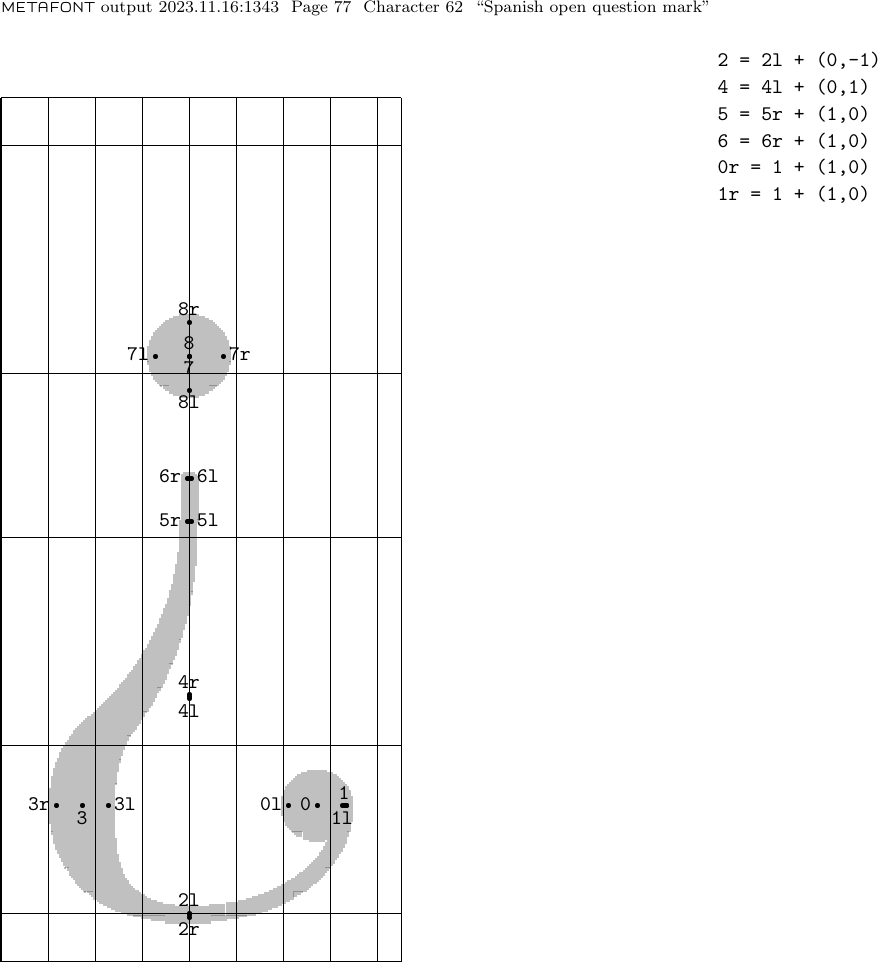 METAFONT output 2023.11.16:1343 Page 77 Character 62 “Spanish open question mark”
2 = 2l + (0,-1)
4 = 4l + (0,1)
5 = 5r + (1,0)
6 = 6r + (1,0)
0r = 1 + (1,0)
1r = 1 + (1,0)
8r
8
7l 7r
7
8l
6r 6l
5r 5l
4r
4l
1
3r 3l 0l 0
3 1l
2l
2r